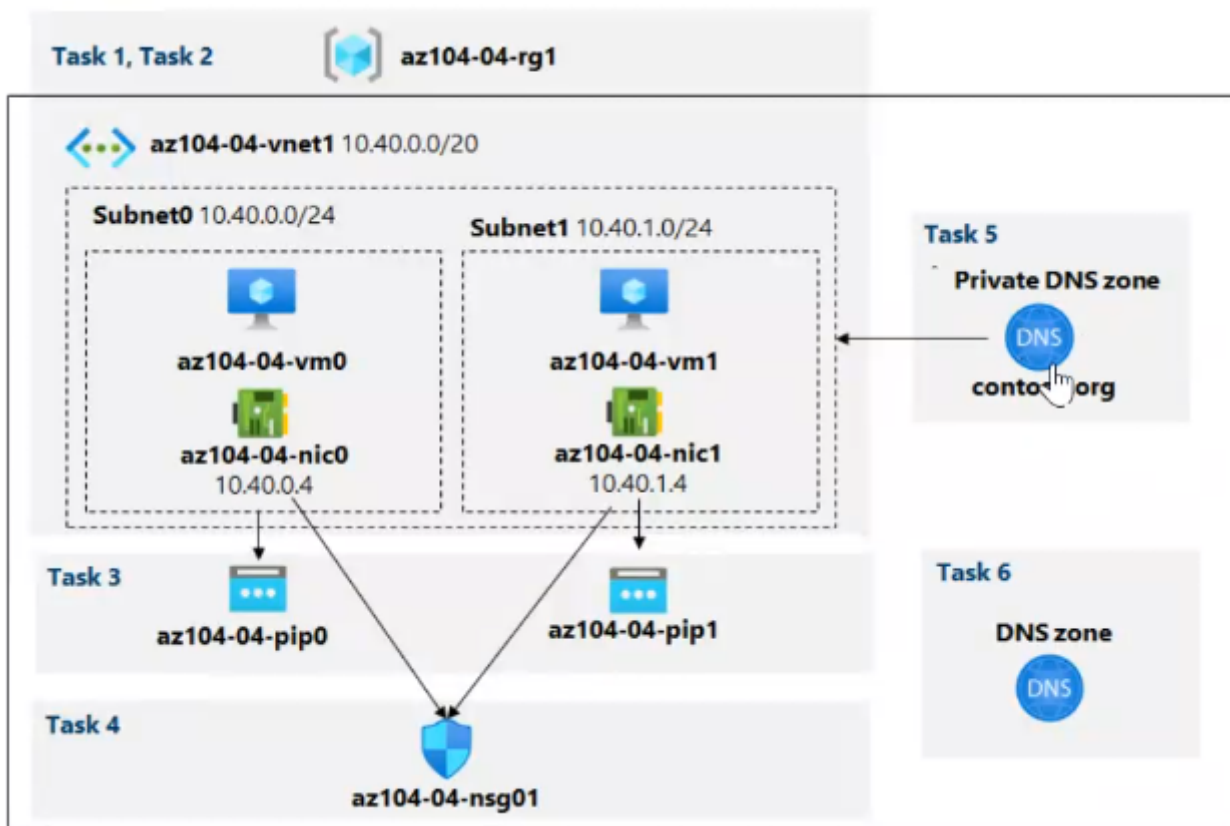 Task 1, Task 2
az104-04-rg1
az104-04-vnet1 10.40.0.0/20
Subnet0 10.40.0.0/24
Subnet1 10.40.1.0/24
az104-04-vm0
az104-04-vm1
az104-04-nic0
az104-04-nic1
10.40.0.4
10.40.1.4
Task 5
Private DNS zone
DNS
org
Task 3
az104-04-pip0
az104-04-pip1
Task 6
DNS zone
DNS
Task 4
az104-04-nsg01